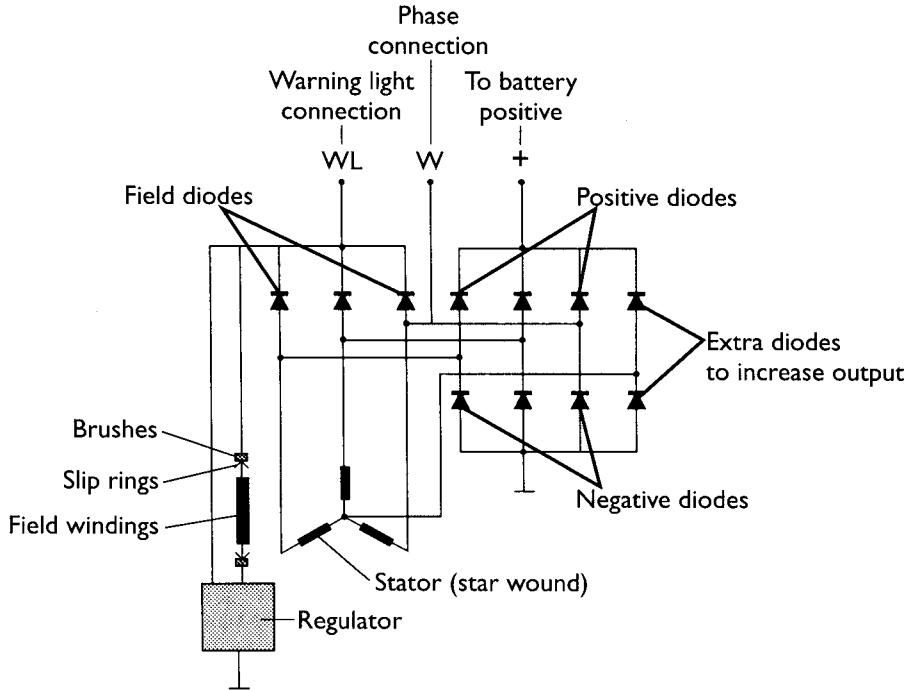 Phase
connection
Warning light
connection
To battery
positive
WL
W
+
Field diodes
Positive diodes
Extra diodes
to increase output
Brushes
Slip rings
Field windings
Negative diodes
Stator (star wound)
Regulator